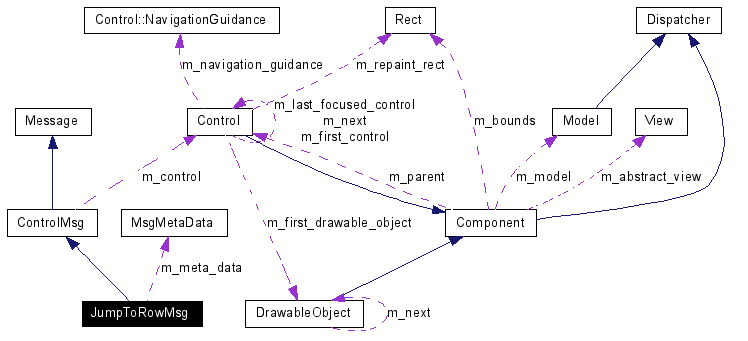 Control::NavigationGuidance
Rect
Dispatcher
m_navigation_guidance
m_repaint_rect
m_last_focused_control
m_next
m_first_control
Message
Control
m_bounds
Model
View
m_control
m_parent
m_model
m_abstract_view
ControlMsg
MsgMetaData
m_first_drawable_object
Component
m_meta_data
JumpToRowMsg
DrawableObject
m_next